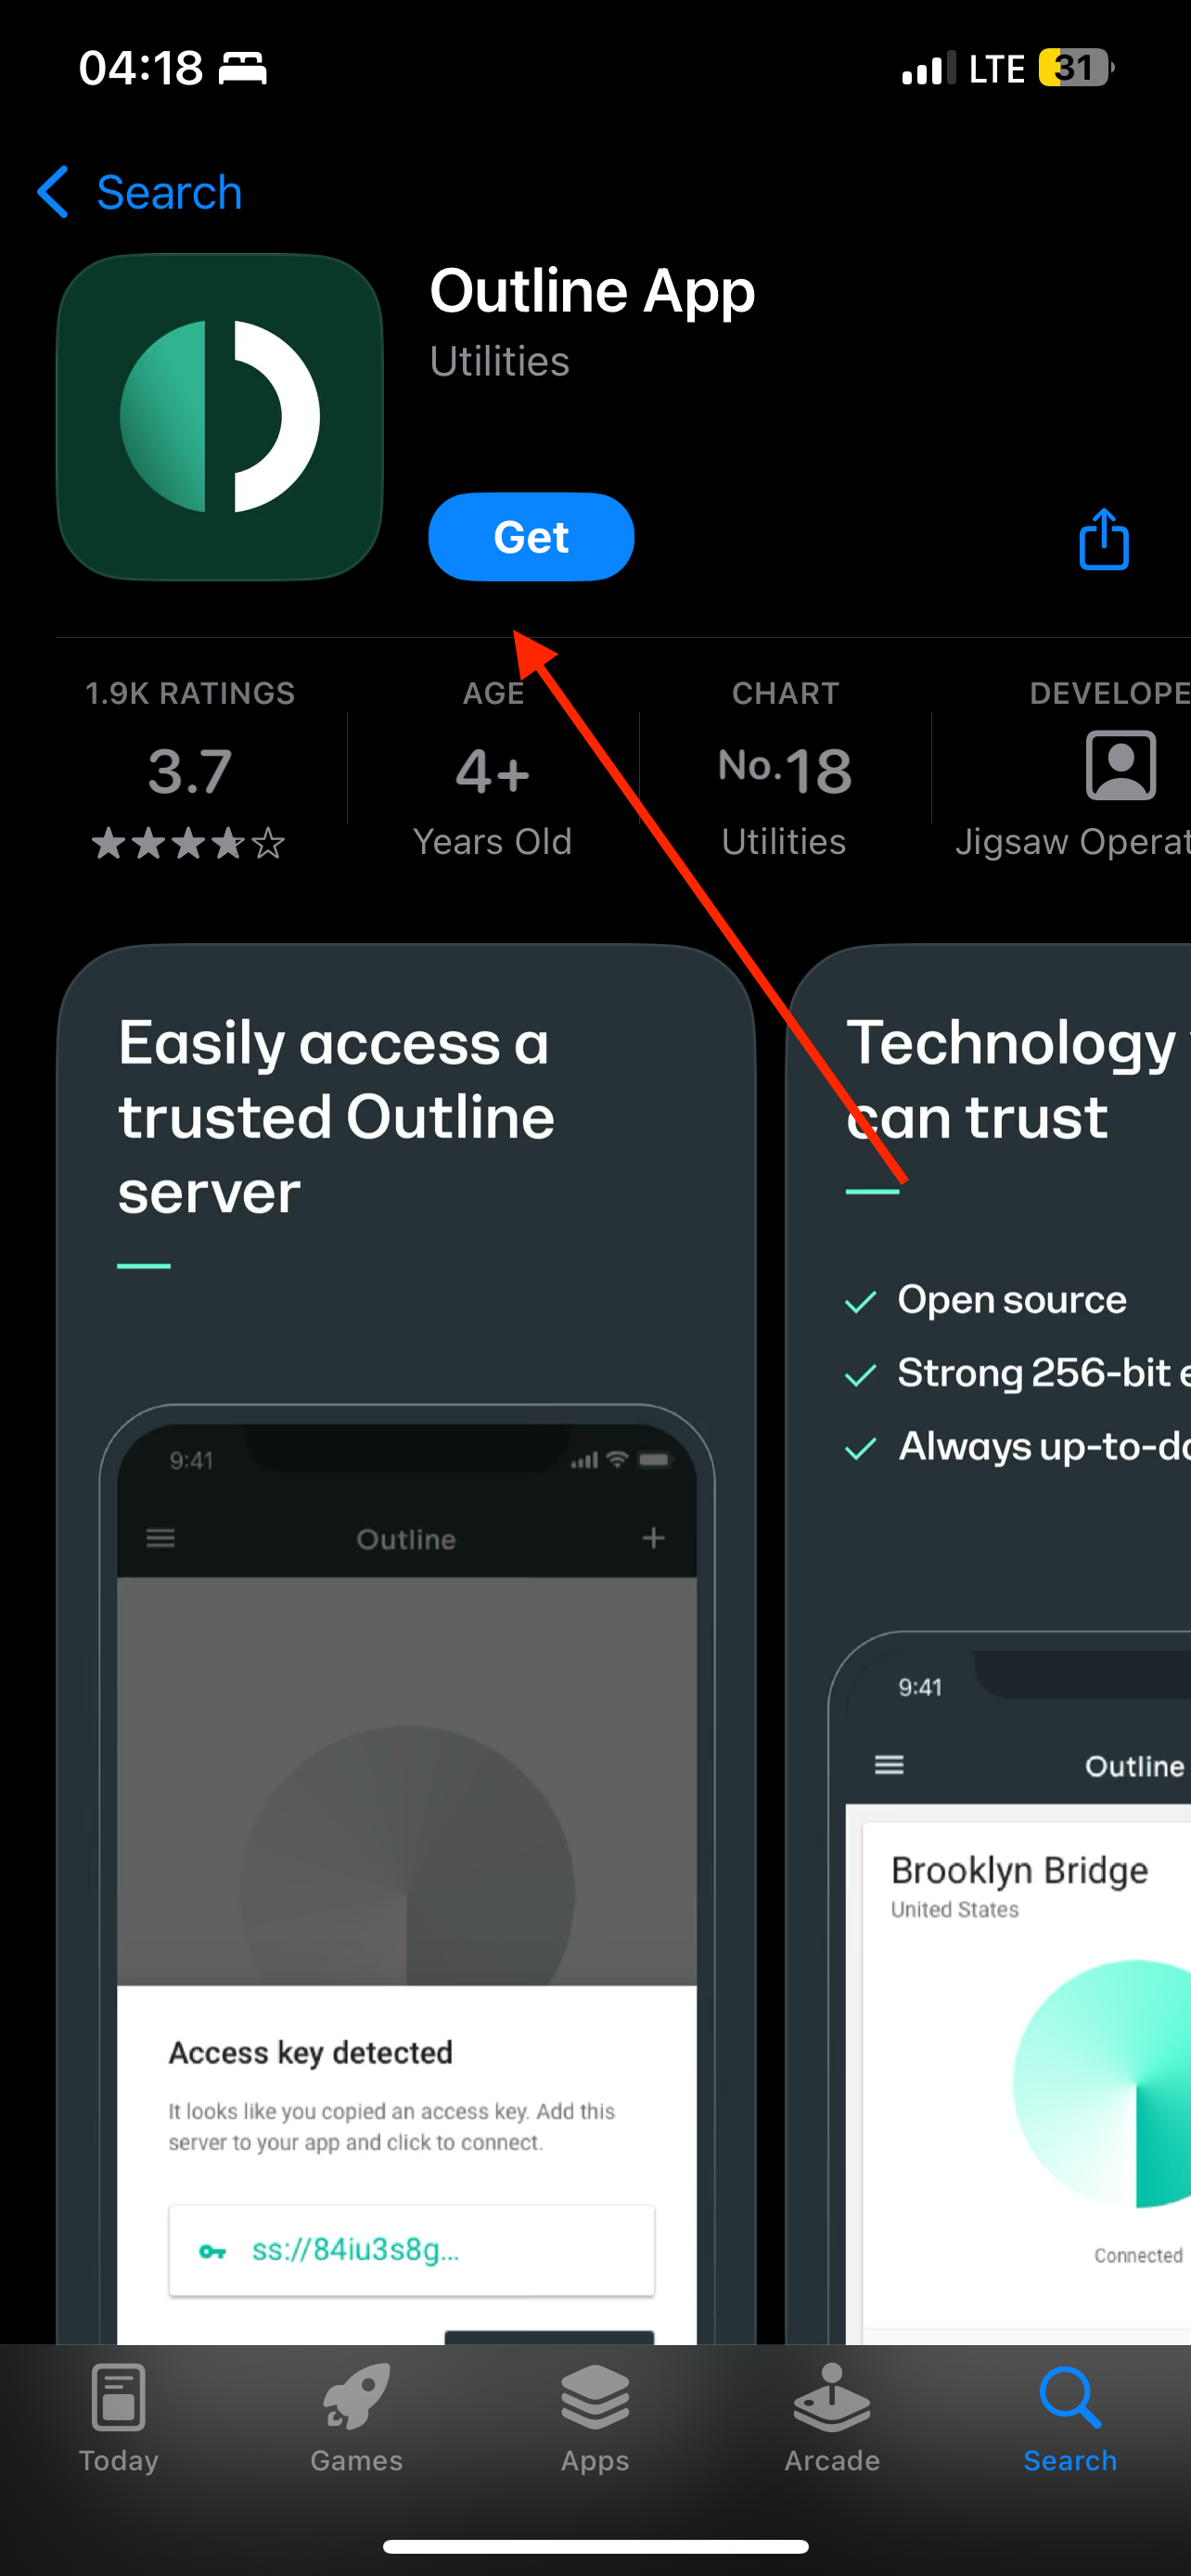 04:18
LTE 31
Search
Outline App
Utilities
Get
1.9K RATINGS
3.7
AGE
4+
Years Old
CHART
No.18
Utilities
DEVELOPE
Jigsaw Operat
Easily access a
trusted Outline
server
9:41
Outline
Access key detected
It looks like you copied an access key. Add this
server to your app and click to connect.
ss://84iu3s8g...
Technology
can trust
Open source
Strong 256-bit e
Always up-to-da
9:41
Outline
Brooklyn Bridge
United States
Connected
Today
Games
Apps
Arcade
Search